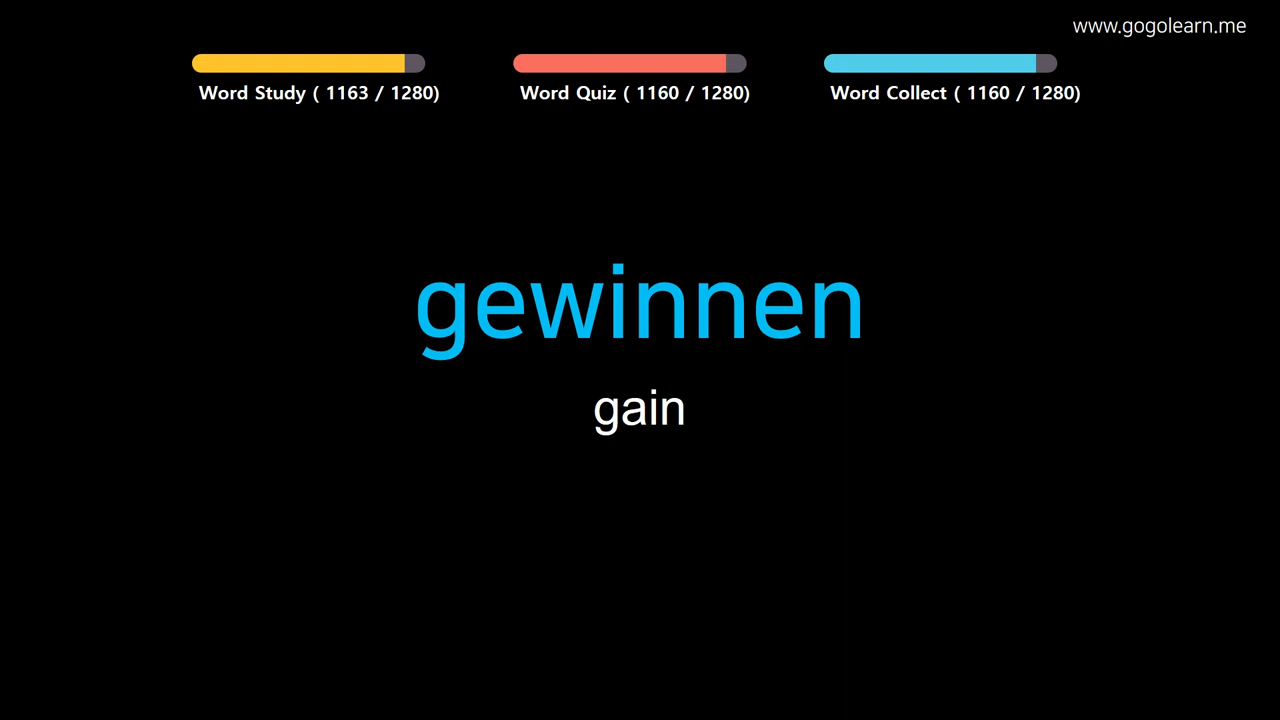 www.gogolearn.me
Word Study ( 1163 / 1280)
Word Quiz ( 1160 / 1280)
Word Collect ( 1160 / 1280)
gewinnen
gain